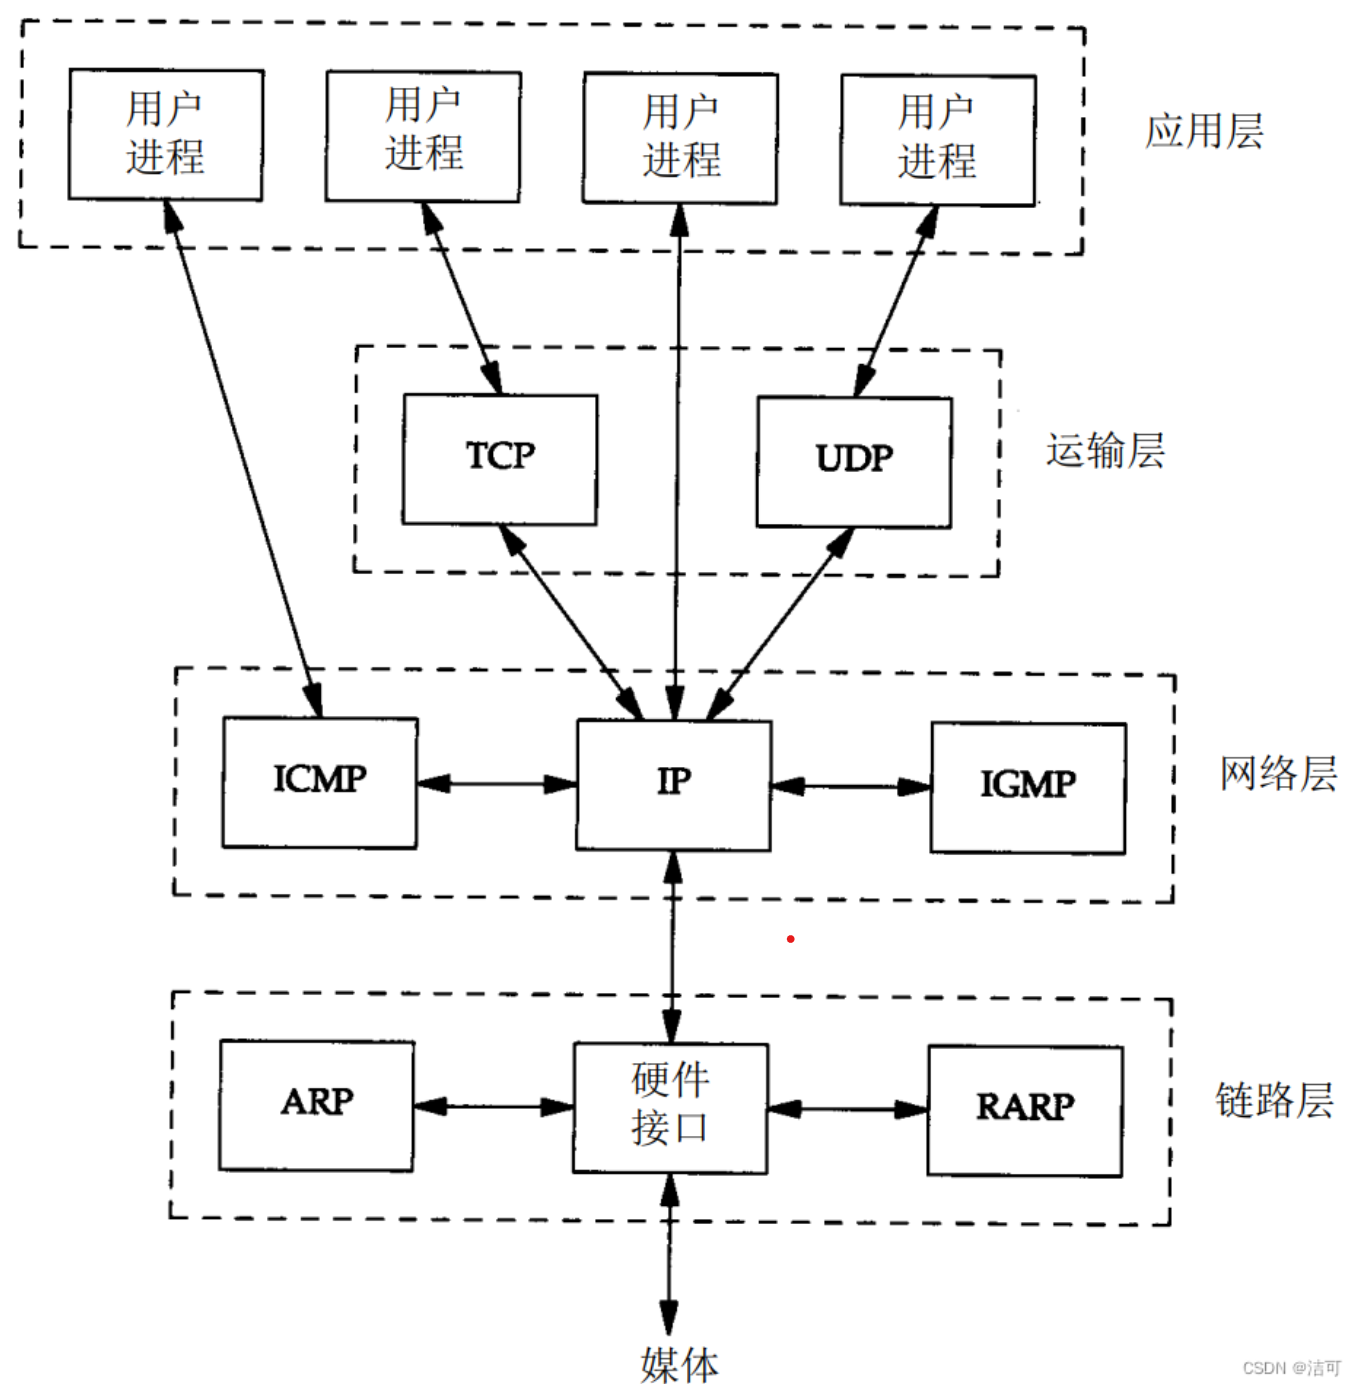 用户
进程
用户
进程
用户
进程
用户
进程
应用层
TCP
UDP
运输层
ICMP
IP
IGMP
网络层
ARP
硬件
接口
RARP
链路层
媒体
CSDN @洁可